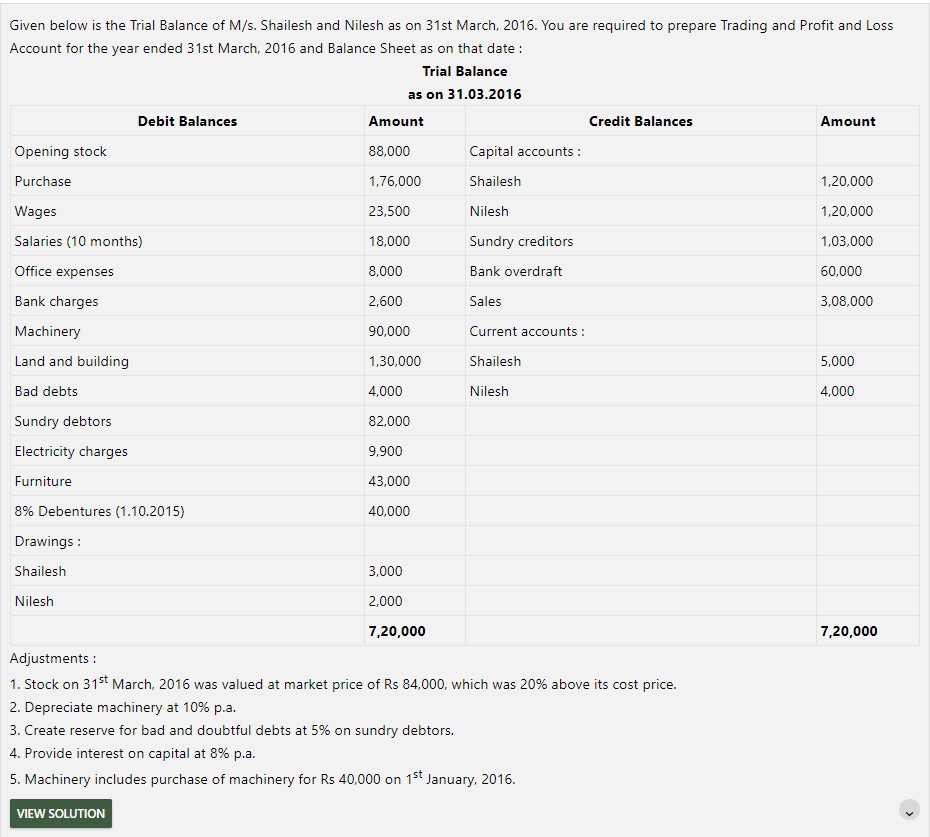 Given below is the Trial Balance of M/s. Shailesh and Nilesh as on 31st March, 2016. You are required to prepare Trading and Profit and Loss
Account for the year ended 31st March, 2016 and Balance Sheet as on that date :
Trial Balance
as on 31.03.2016
Debit Balances Amount Credit Balances Amount
Opening stock 88,000 Capital accounts :
Purchase 1,76,000 Shailesh 1,20,000
Wages 23,500 Nilesh 1,20,000
Salaries (10 months) 18,000 Sundry creditors 1,03,000
Office expenses 8,000 Bank overdraft 60,000
Bank charges 2,600 Sales 3,08,000
Machinery 90,000 Current accounts :
Land and building 1,30,000 Shailesh 5,000
Bad debts 4,000 Nilesh 4,000
Sundry debtors 82,000
Electricity charges 9,900
Furniture 43,000
8% Debentures (1.10.2015) 40,000
Drawings :
Shailesh 3,000
Nilesh 2,000
7,20,000 7,20,000
Adjustments :
1. Stock on 31st March, 2016 was valued at market price of Rs 84,000, which was 20% above its cost price.
2. Depreciate machinery at 10% p.a.
3. Create reserve for bad and doubtful debts at 5% on sundry debtors.
4. Provide interest on capital at 8% p.a.
5. Machinery includes purchase of machinery for Rs 40,000 on 1st January, 2016.
VIEW SOLUTION